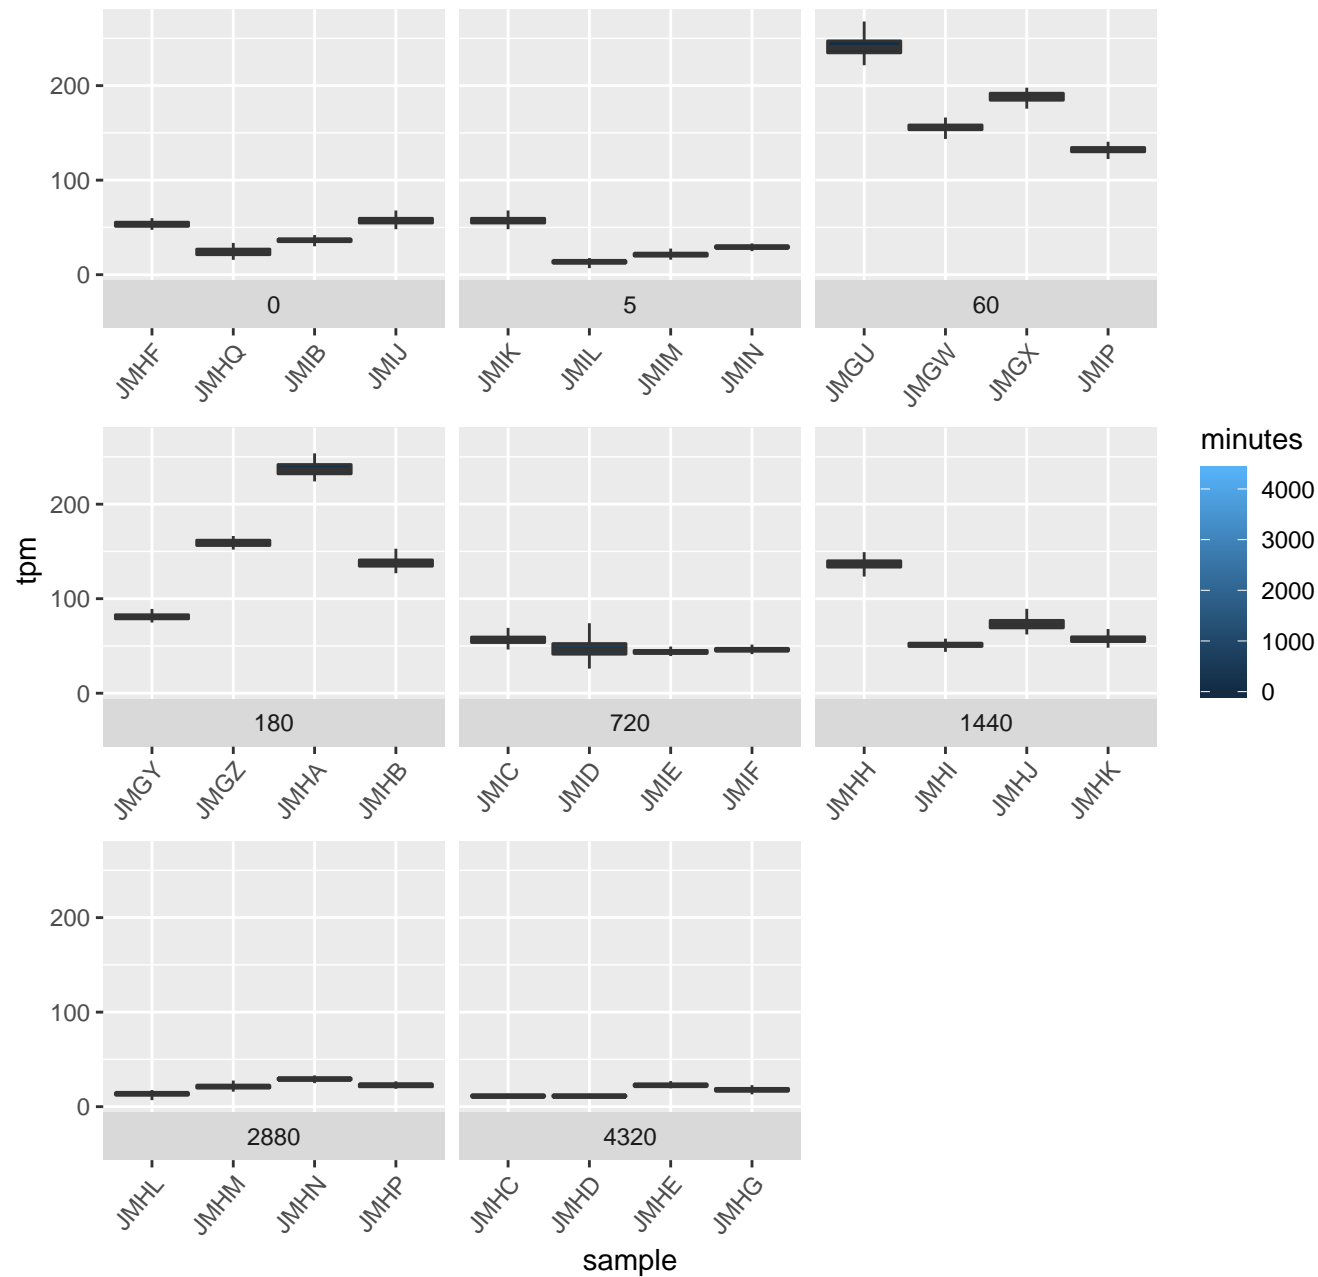 200
100
0
0
5
60
JMHF
JMHQ
JMIB
JMIJ
JMIK
JMIL
JMIM
JMIN
JMGU
JMGW
JMGX
JMIP
tpm
200
100
0
180
720
1440
JMGY
JMGZ
JMHA
JMHB
JMIC
JMID
JMIE
JMIF
JMHH
JMHI
JMHJ
JMHK
minutes
4000
3000
2000
1000
0
200
100
0
2880
4320
JMHL
JMHM
JMHN
JMHP
JMHC
JMHD
JMHE
JMHG
sample